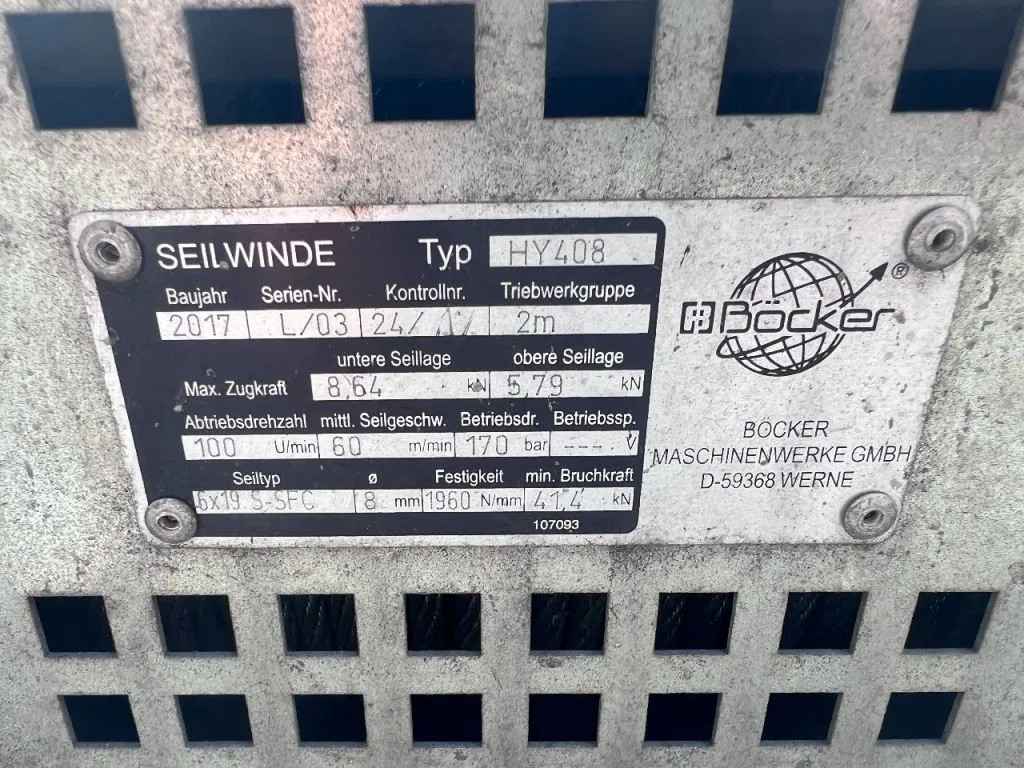 SEILWINDE Typ HY408
Baujahr Serien-Nr. Kontrollnr. Triebwerkgruppe
2017 L/03 24/ 2m
untere Seillage obere Seillage
Max. Zugkraft 8,64 kN 5,79 kN
Abtriebsdrehzahl mittl. Seilgeschw. Betriebsdr. Betriebssp.
100 U/min 60 m/min 170 bar ---- V
Seiltyp ø Festigkeit min. Bruchkraft
6x19 S-SFC 8 mm 1960 N/mm 41,4 kN
107093
Böcker ®
BÖCKER
MASCHINENWERKE GMBH
D-59368 WERNE